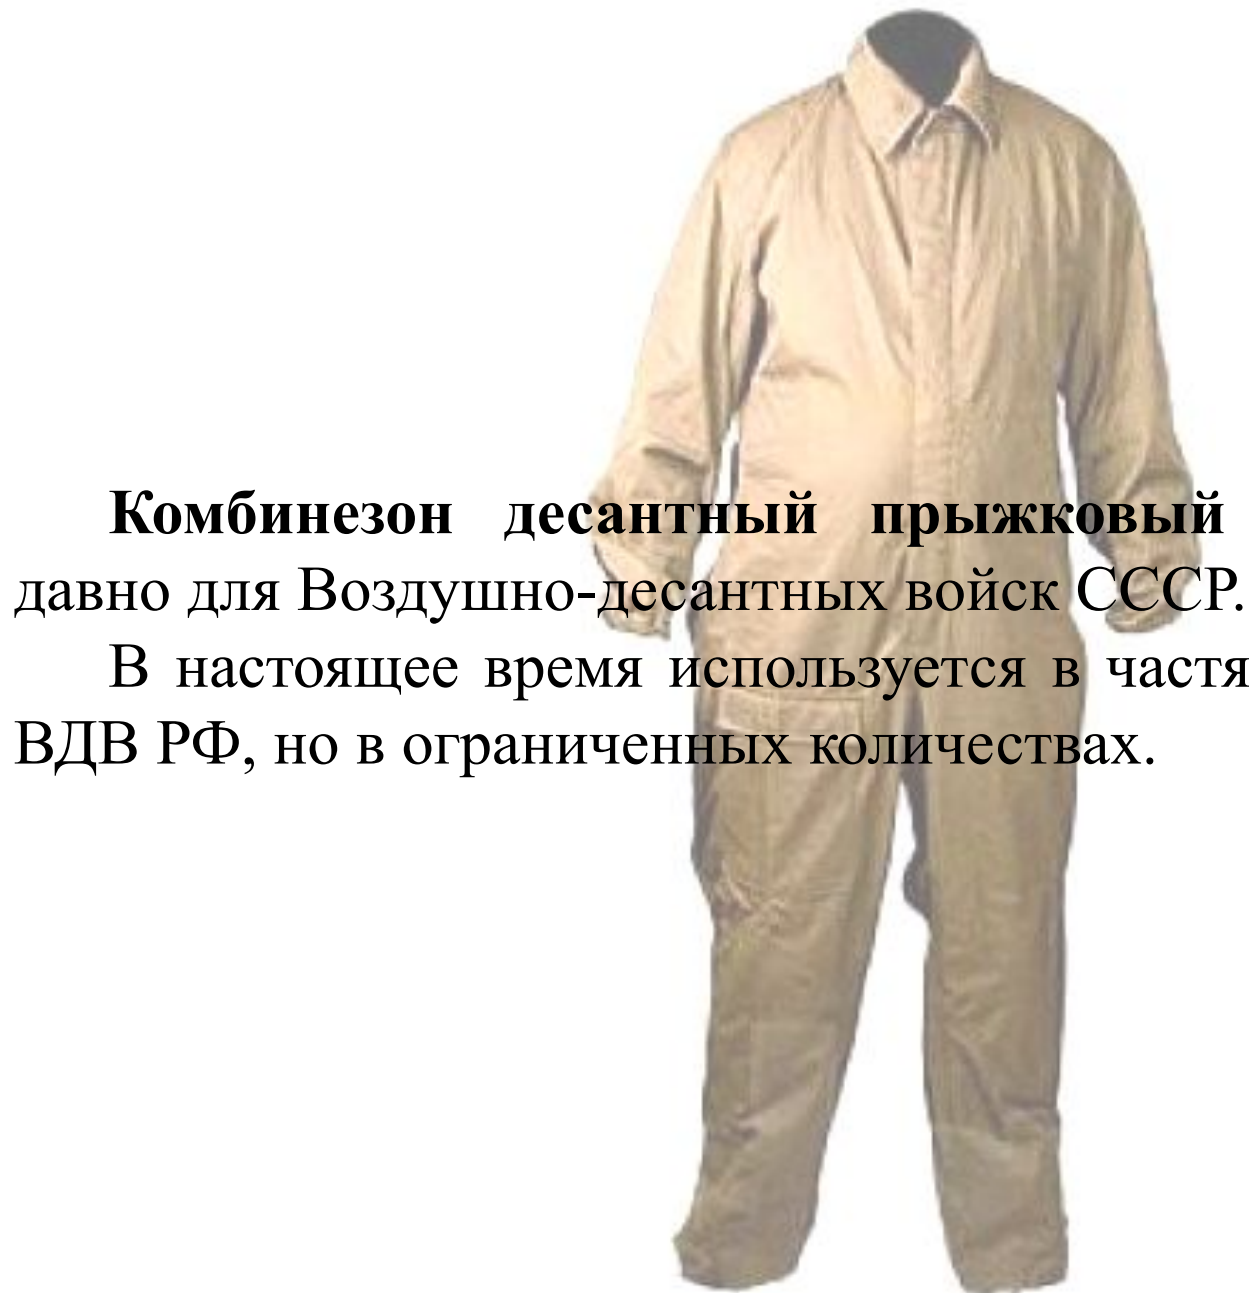 Комбинезон десантный прыжковый
давно для Воздушно-десантных войск СССР.
В настоящее время используется в частя
ВДВ РФ, но в ограниченных количествах.